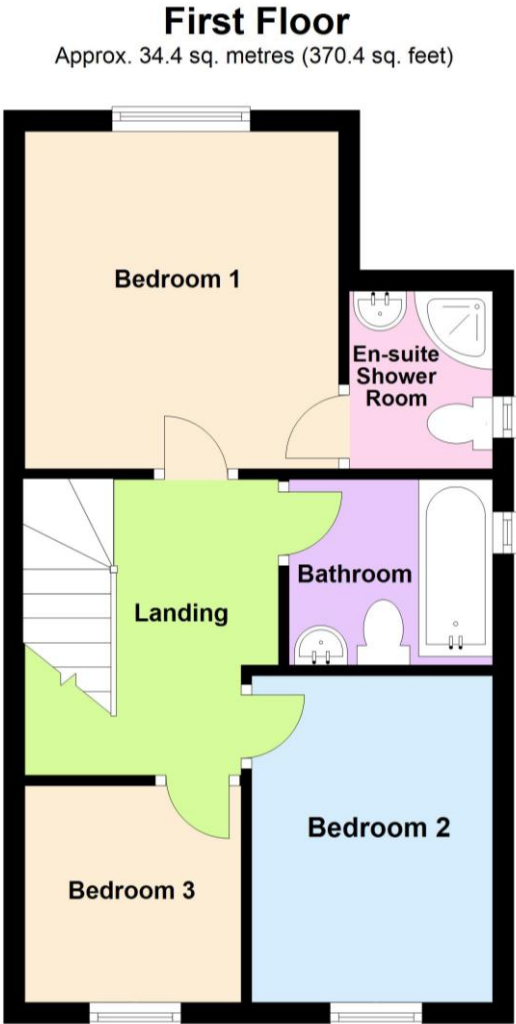 First Floor
Approx. 34.4 sq. metres (370.4 sq. feet)
Bedroom 1
En-suite
Shower
Room
Bathroom
Landing
Bedroom 2
Bedroom 3